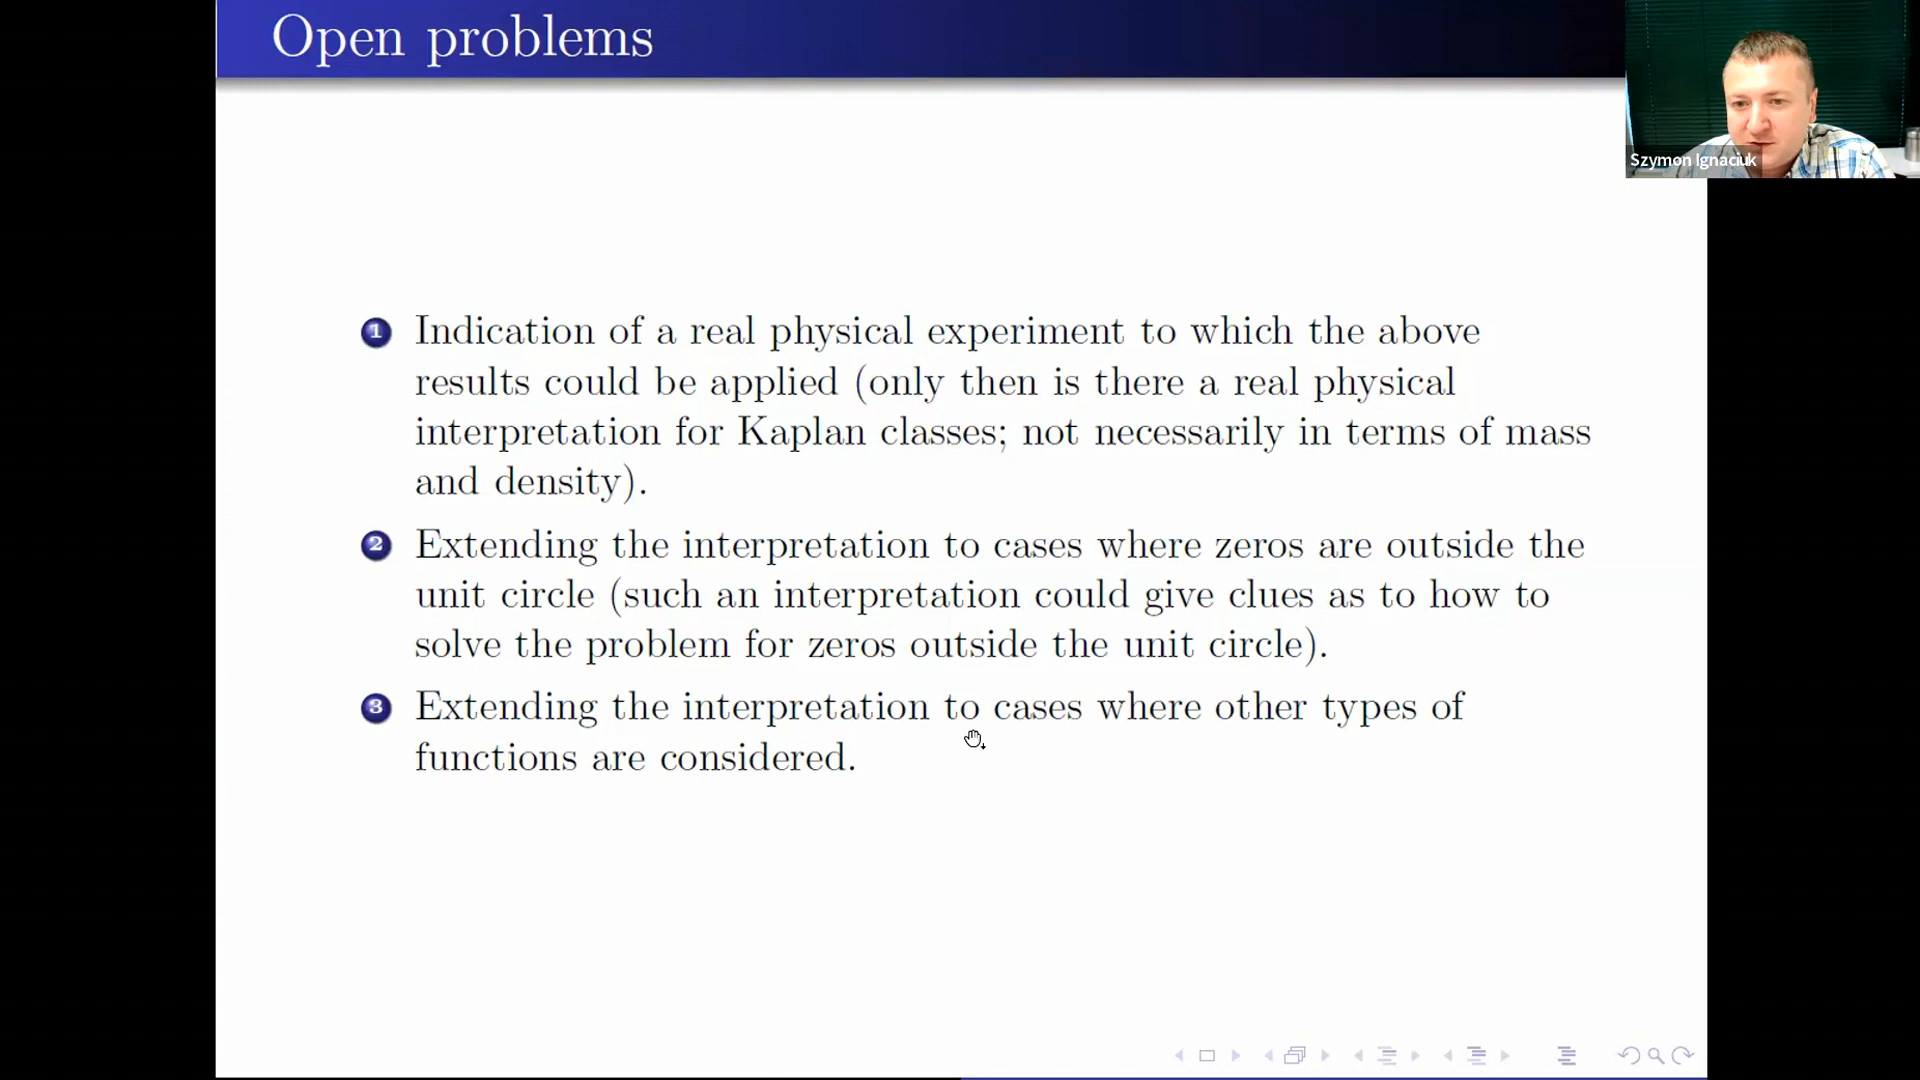 Open problems
Szymon Ignaciuk
1 Indication of a real physical experiment to which the above
results could be applied (only then is there a real physical
interpretation for Kaplan classes; not necessarily in terms of mass
and density).
2 Extending the interpretation to cases where zeros are outside the
unit circle (such an interpretation could give clues as to how to
solve the problem for zeros outside the unit circle).
3 Extending the interpretation to cases where other types of
functions are considered.